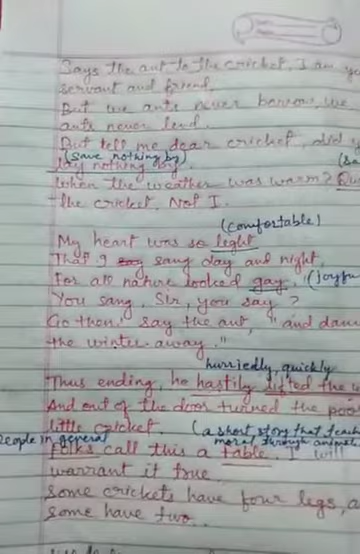 Says the ant to the cricket, I am yo
servant and friend,
But we ants never borrow, we
ants never lend.
But tell me dear cricket, did y
(save nothing by) (sa
lay nothing by
When the weather was warm? Qu
the cricket, Not I.
(comfortable)
My heart was so light
That I sang day and night,
For all nature looked gay. (joyfu
You sang, Sir, you say?
Go then," say the ant, "and danc
the winter away."
hurriedly, quickly
Thus ending, he hastily lifted the w
And out of the door turned the poo
little cricket. (a short story that teach
people in general moral through animals
Folks call this a fable. I will
warrant it true.
Some crickets have four legs, a
some have two.